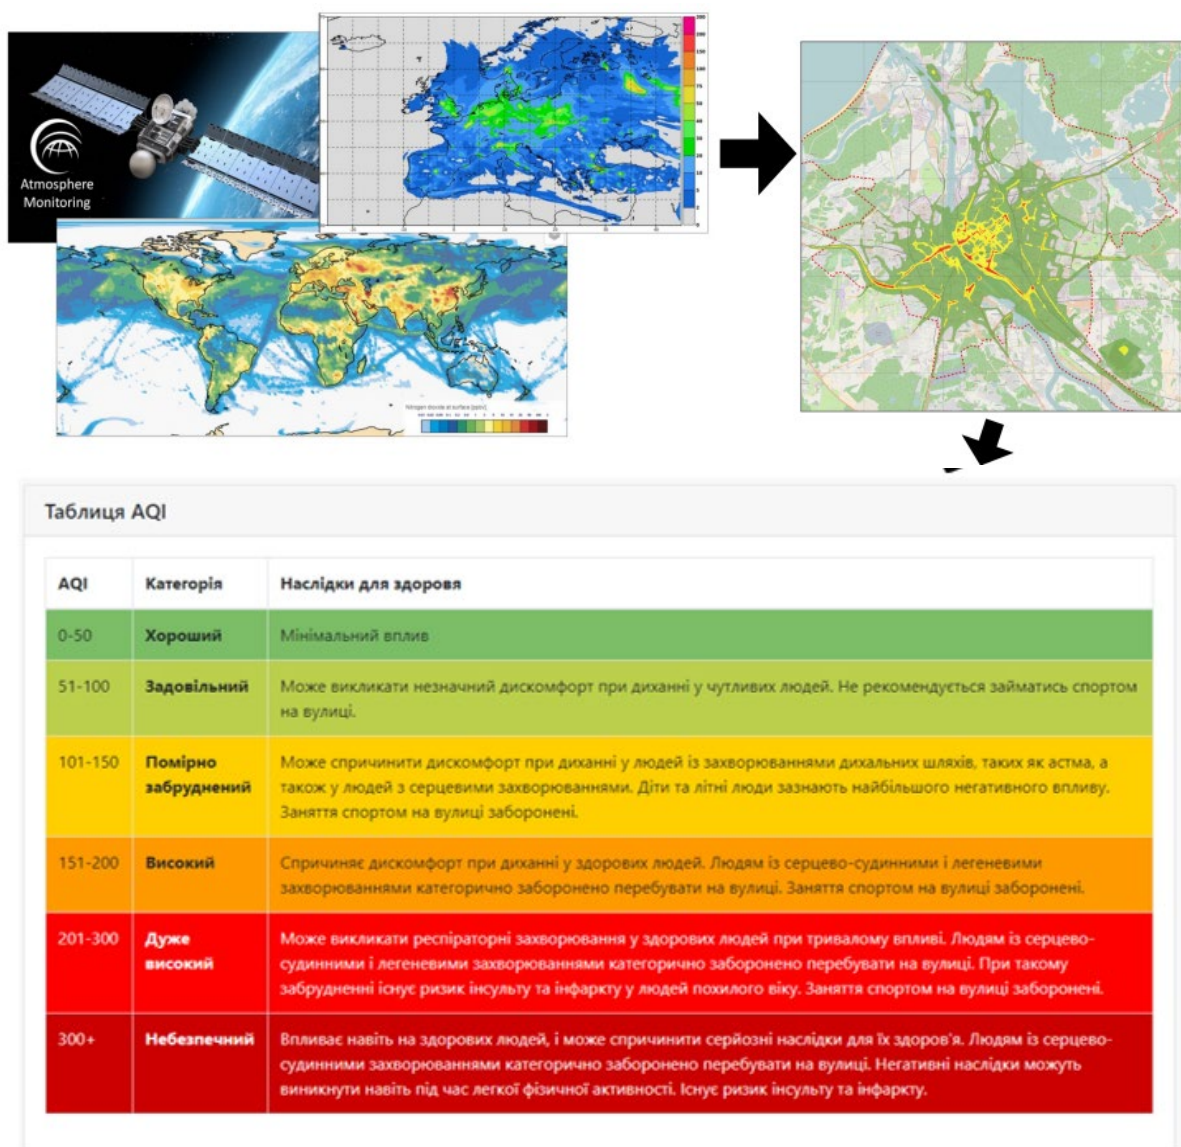 Atmosphere
Monitoring
Nitrogen dioxide at surface [ppbv]
Таблиця AQI
AQI
Категорія
Наслідки для здоровя
0-50
Хороший
Мінімальний вплив
51-100
Задовільний
Може викликати незначний дискомфорт при диханні у чутливих людей. Не рекомендується займатись спортом
на вулиці.
101-150
Помірно
забруднений
Може спричинити дискомфорт при диханні у людей із захворюваннями дихальних шляхів, таких як астма, а
також у людей з серцевими захворюваннями. Діти та літні люди зазнають найбільшого негативного впливу.
Заняття спортом на вулиці заборонені.
151-200
Високий
Спричиняє дискомфорт при диханні у здорових людей. Людям із серцево-судинними і легеневими
захворюваннями категорично заборонено перебувати на вулиці. Заняття спортом на вулиці заборонені.
201-300
Дуже
високий
Може викликати респіраторні захворювання у здорових людей при тривалому впливі. Людям із серцево-
судинними і легеневими захворюваннями категорично заборонено перебувати на вулиці. При такому
забрудненні існує ризик інсульту та інфаркту у людей похилого віку. Заняття спортом на вулиці заборонені.
300+
Небезпечний
Впливає навіть на здорових людей, і може спричинити серйозні наслідки для їх здоров'я. Людям із серцево-
судинними захворюваннями категорично заборонено перебувати на вулиці. Негативні наслідки можуть
виникнути навіть під час легкої фізичної активності. Існує ризик інсульту та інфаркту.